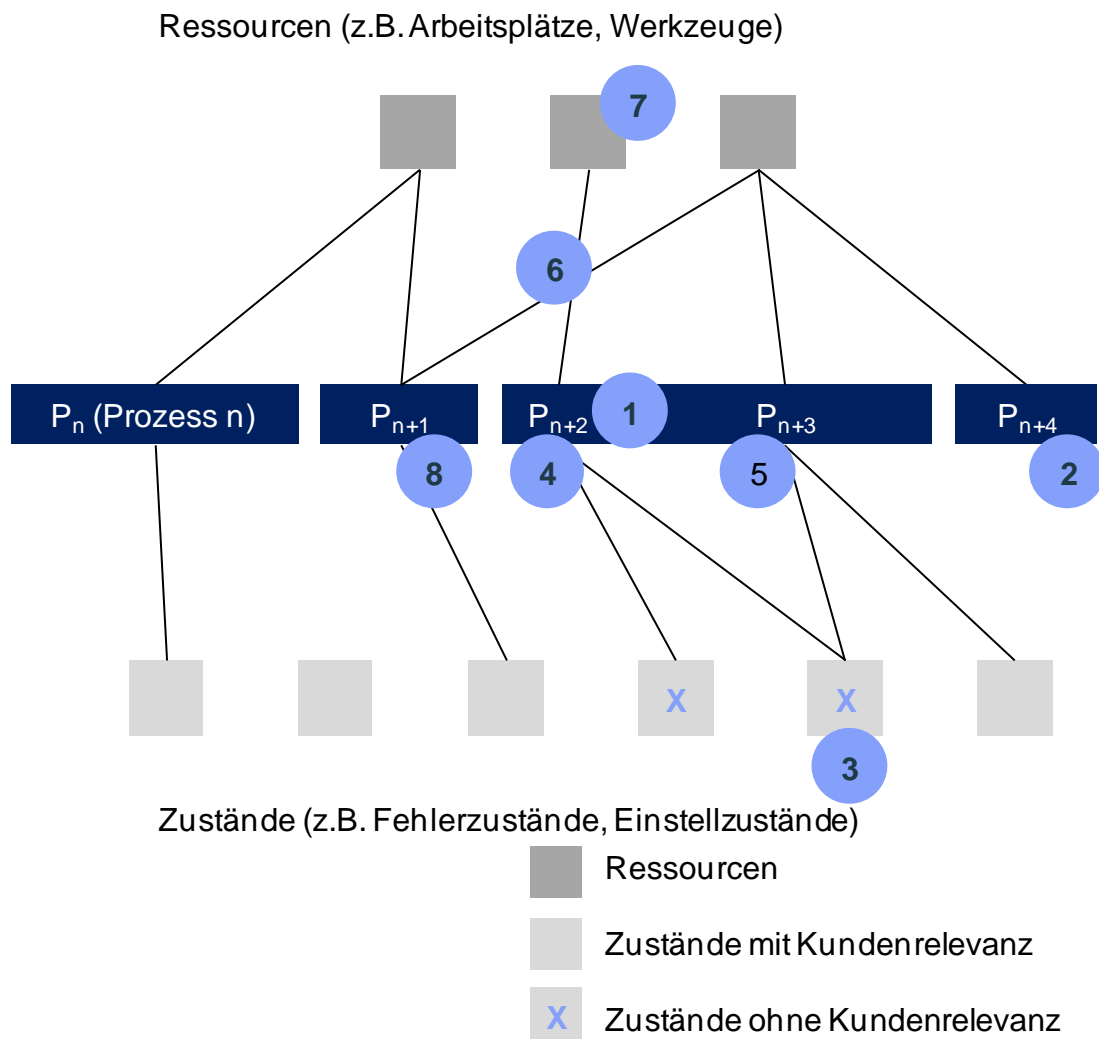 Ressourcen (z.B. Arbeitsplätze, Werkzeuge)
7
6
Pn (Prozess n)
Pn+1
Pn+2
1
Pn+3
Pn+4
8
4
5
2
X
X
3
Zustände (z.B. Fehlerzustände, Einstellzustände)
Ressourcen
Zustände mit Kundenrelevanz
X
Zustände ohne Kundenrelevanz